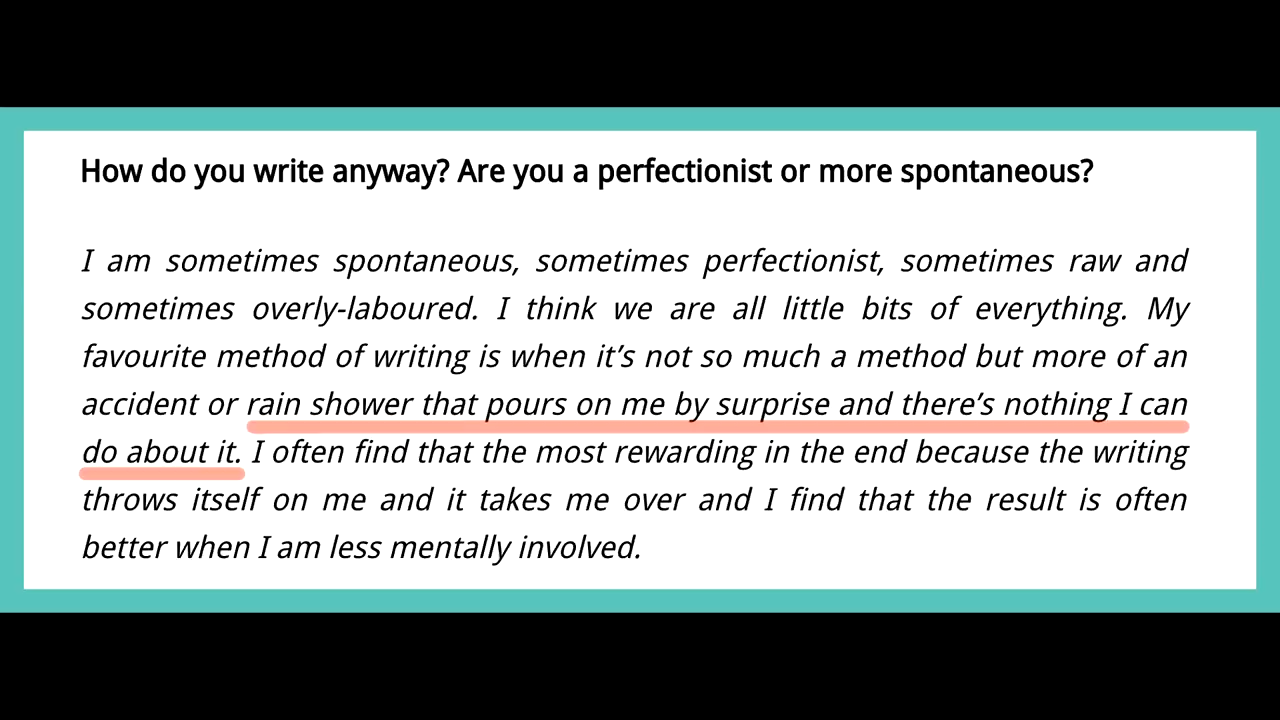 How do you write anyway? Are you a perfectionist or more spontaneous?
I am sometimes spontaneous, sometimes perfectionist, sometimes raw and
sometimes overly-laboured. I think we are all little bits of everything. My
favourite method of writing is when it’s not so much a method but more of an
accident or rain shower that pours on me by surprise and there’s nothing I can
do about it. I often find that the most rewarding in the end because the writing
throws itself on me and it takes me over and I find that the result is often
better when I am less mentally involved.